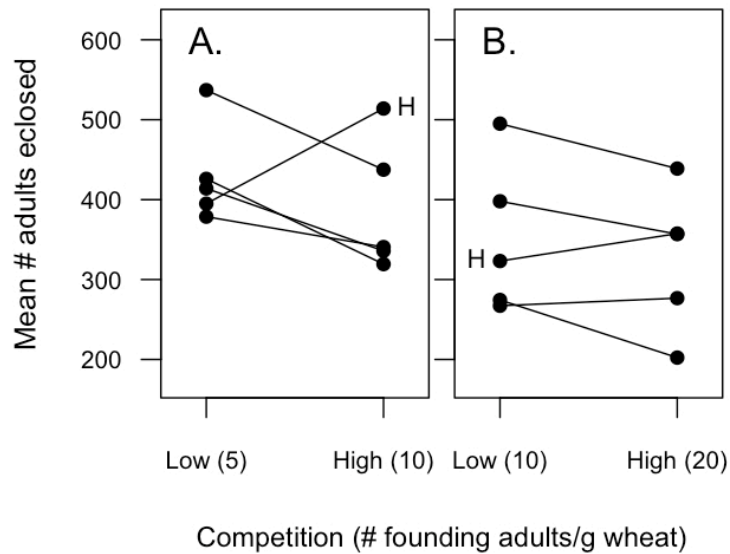 A.
B.
600
500
400
300
200
H
H
Mean # adults eclosed
Low (5)
High (10)
Low (10)
High (20)
Competition (# founding adults/g wheat)